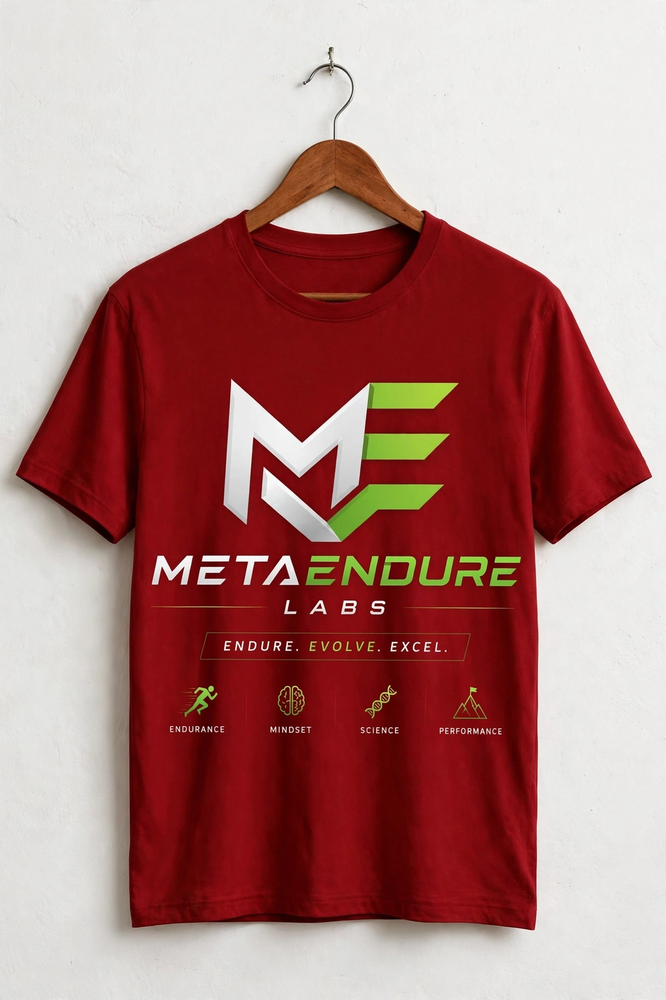 ME
METAENDURE
LABS
ENDURE. EVOLVE. EXCEL.
ENDURANCE
MINDSET
SCIENCE
PERFORMANCE